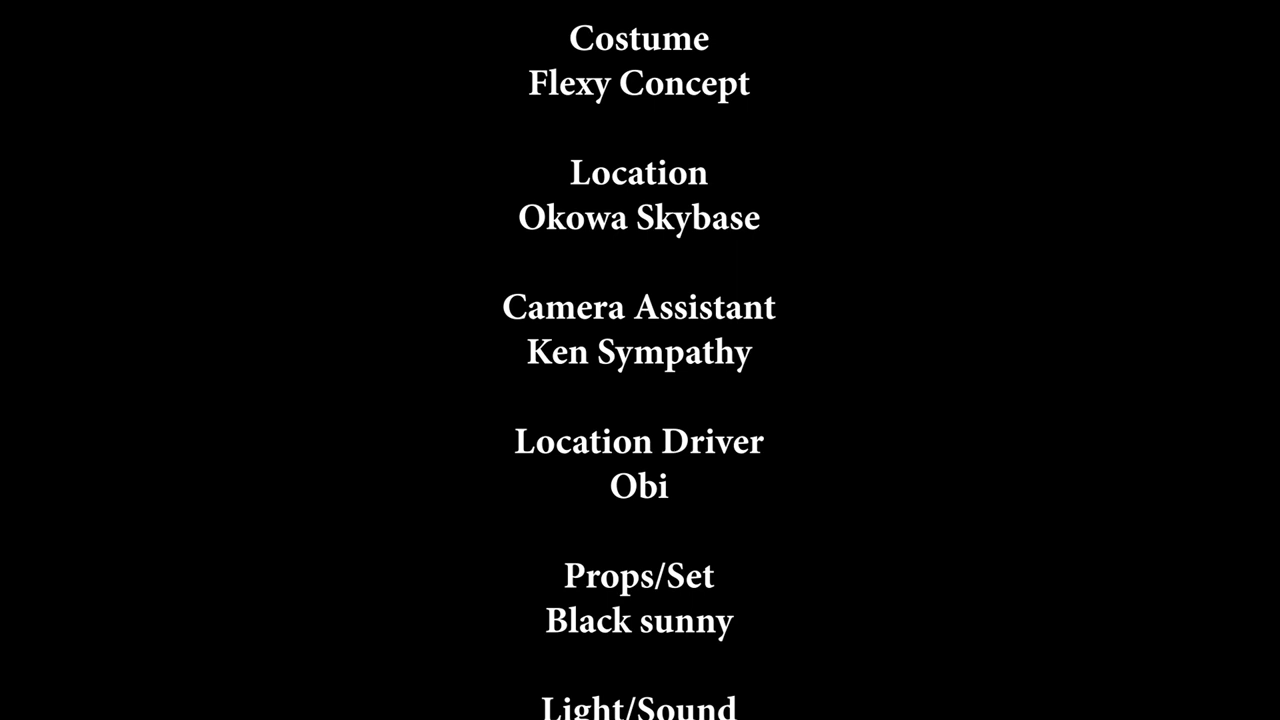 Costume
Flexy Concept
Location
Okowa Skybase
Camera Assistant
Ken Sympathy
Location Driver
Obi
Props/Set
Black sunny
Light/Sound